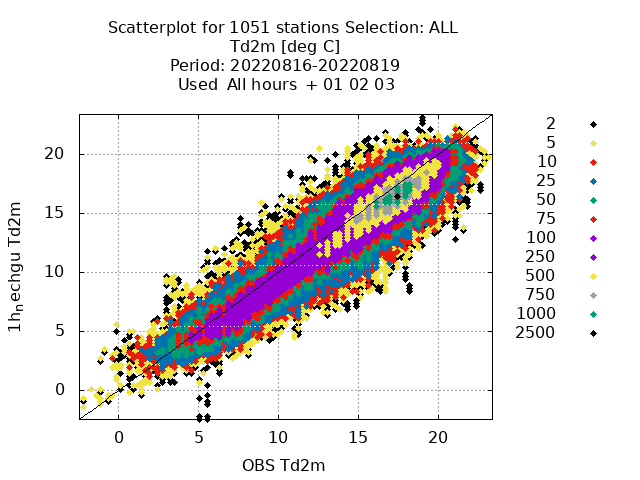 Scatterplot for 1051 stations Selection: ALL
Td2m [deg C]
Period: 20220816-20220819
Used  All hours  + 01 02 03
1hnechgu Td2m
20
15
10
5
0
0 5 10 15 20
OBS Td2m
2
5
10
25
50
75
100
250
500
750
1000
2500